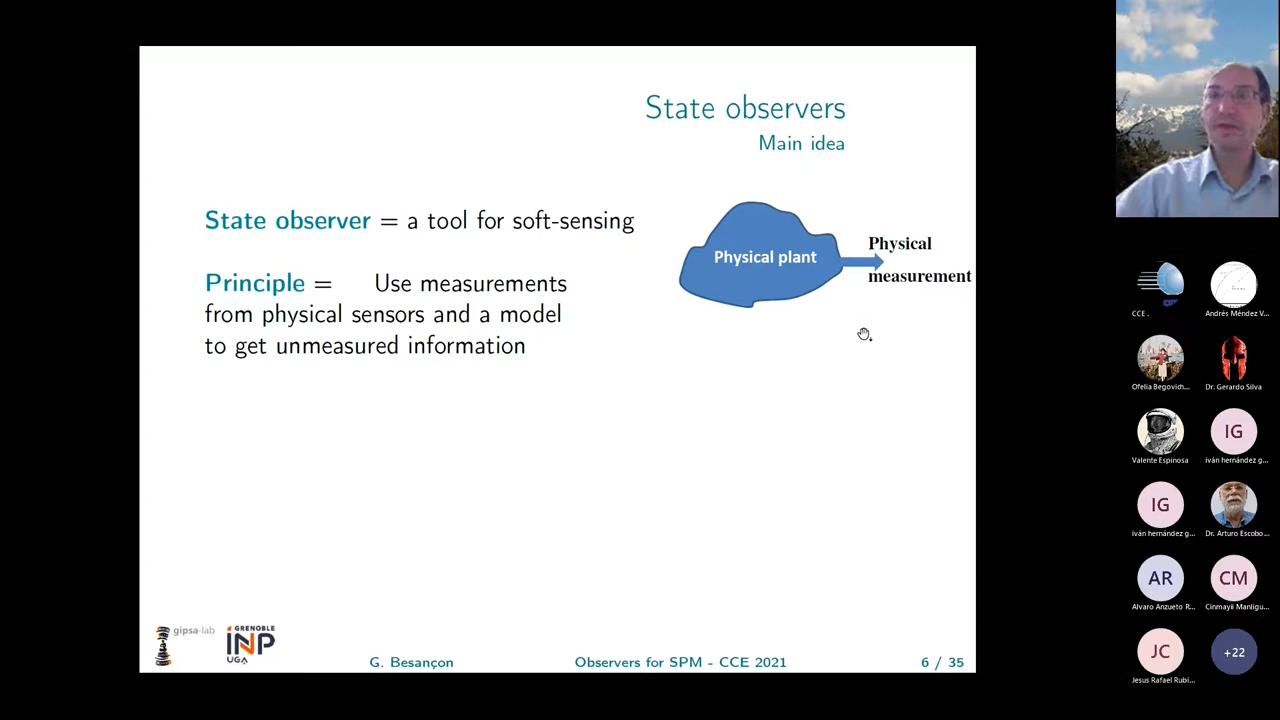 State observers
Main idea
State observer = a tool for soft-sensing
Principle = Use measurements
from physical sensors and a model
to get unmeasured information
Physical plant
Physical
measurement
gipsa-lab
GRENOBLE
INP
UGA
G. Besançon
Observers for SPM - CCE 2021
6 / 35
CCE .
Andrés Méndez V...
Ofelia Begovich...
Dr. Gerardo Silva
Valente Espinosa
IG
iván hernández g...
IG
iván hernández g...
Dr. Arturo Escobo...
AR
Alvaro Anzueto R...
CM
Cinmayii Manligu...
JC
Jesus Rafael Rubi...
+22